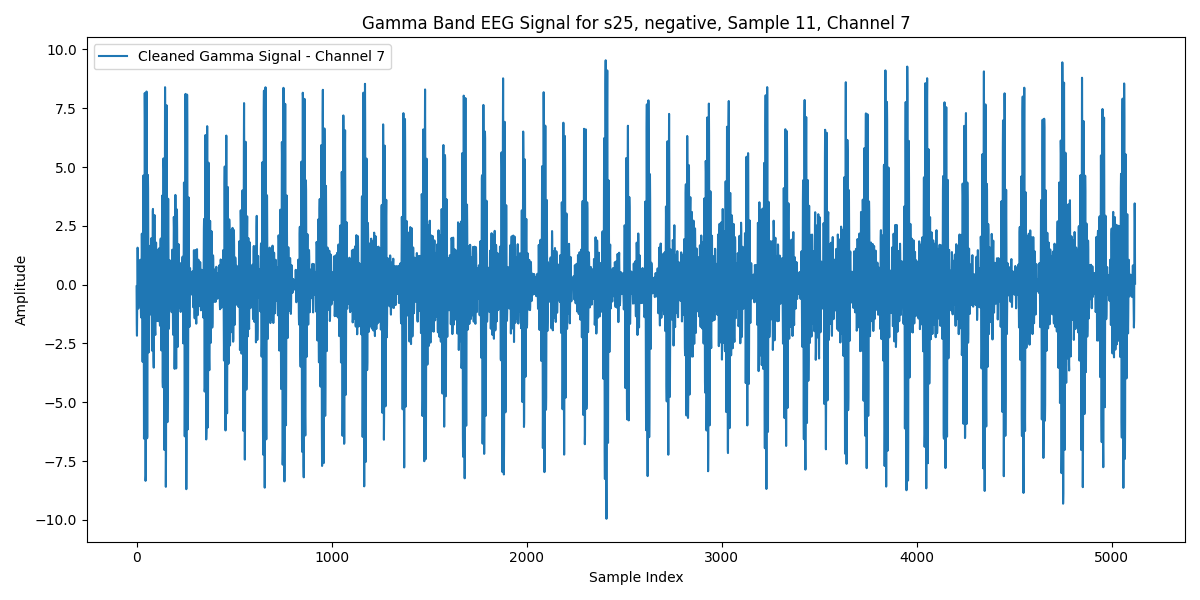 Gamma Band EEG Signal for s25, negative, Sample 11, Channel 7
Cleaned Gamma Signal - Channel 7
Amplitude
10.0
7.5
5.0
2.5
0.0
−2.5
−5.0
−7.5
−10.0
0 1000 2000 3000 4000 5000
Sample Index